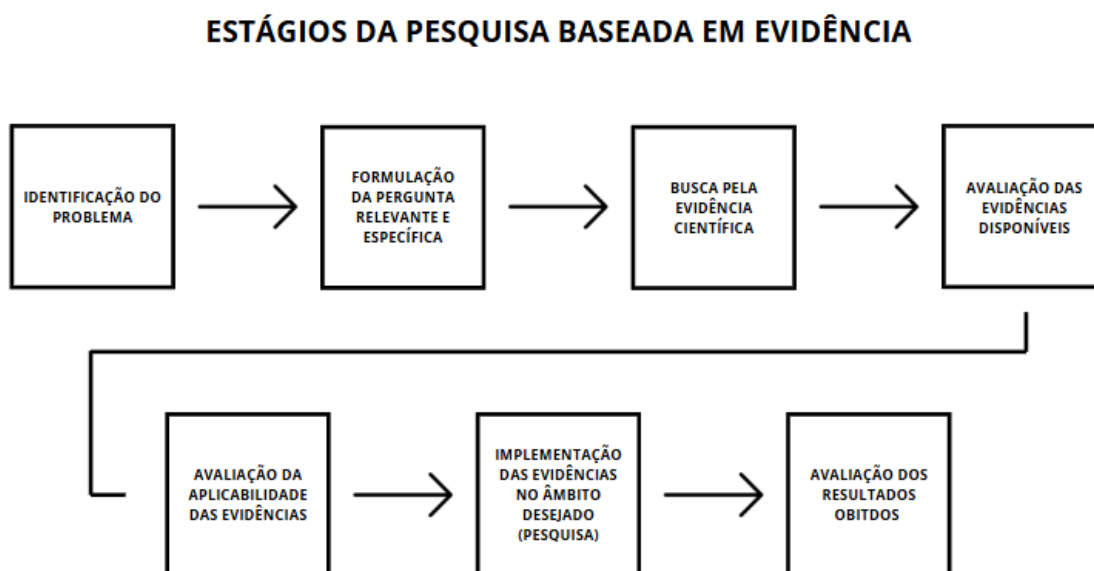 ESTÁGIOS DA PESQUISA BASEADA EM EVIDÊNCIA
IDENTIFICAÇÃO DO
PROBLEMA
FORMULAÇÃO
DA PERGUNTA
RELEVANTE E
ESPECÍFICA
BUSCA PELA
EVIDÊNCIA
CIENTÍFICA
AVALIAÇÃO DAS
EVIDÊNCIAS
DISPONÍVEIS
AVALIAÇÃO DA
APLICABILIDADE
DAS EVIDÊNCIAS
IMPLEMENTAÇÃO
DAS EVIDÊNCIAS
NO ÂMBITO
DESEJADO
(PESQUISA)
AVALIAÇÃO DOS
RESULTADOS
OBITDOS